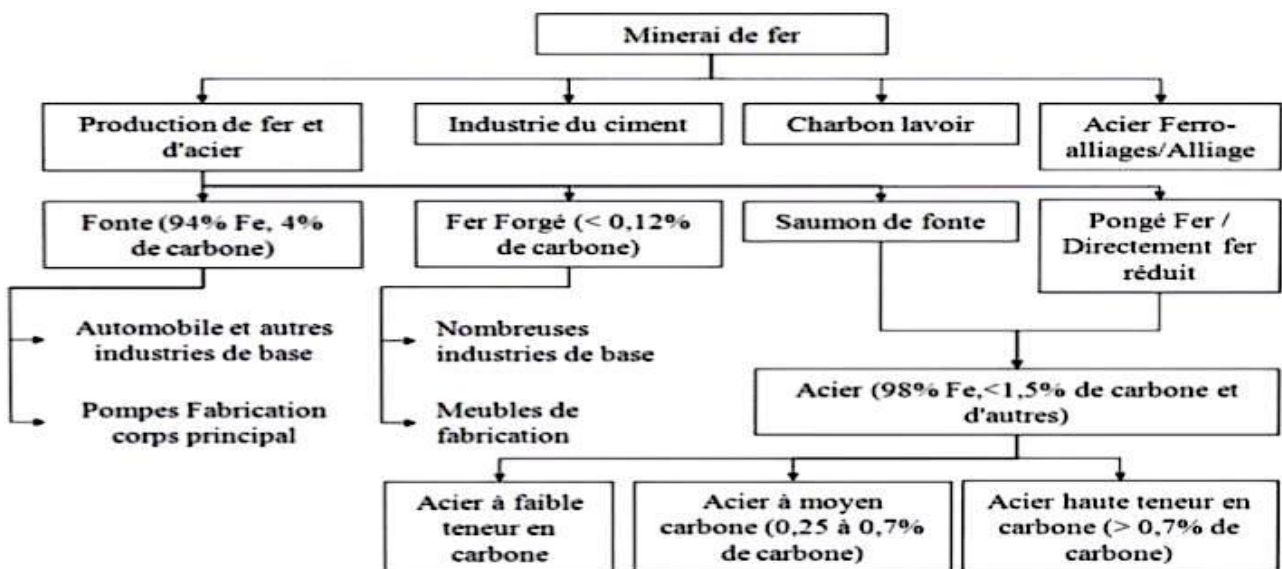 Minerai de fer
Production de fer et
d'acier
Industrie du ciment
Charbon lavoir
Acier Ferro-
alliages/Alliage
Fonte (94% Fe, 4%
de carbone)
Fer Forgé (< 0,12%
de carbone)
Saumon de fonte
Pongé Fer /
Directement fer
réduit
Automobile et autres
industries de base
Pompes Fabrication
corps principal
Nombreuses
industries de base
Meubles de
fabrication
Acier (98% Fe,<1,5% de carbone et
d'autres)
Acier à faible
teneur en
carbone
Acier à moyen
carbone (0,25 à 0,7%
de carbone)
Acier haute teneur en
carbone (> 0,7% de
carbone)